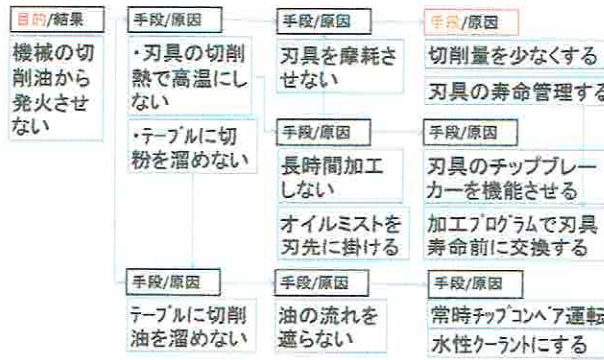 目的/結果
機械の切
削油から
発火させ
ない
手段/原因
・刃具の切削
熱で高温にし
ない
・テーブルに切
粉を溜めない
手段/原因
テーブルに切削
油を溜めない
手段/原因
刃具を摩耗さ
せない
手段/原因
長時間加工
しない
オイルミストを
刃先に掛ける
手段/原因
油の流れを
遮らない
手段/原因
切削量を少なくする
刃具の寿命管理する
手段/原因
刃具のチップブレー
カーを機能させる
加工プログラムで刃具
寿命前に交換する
手段/原因
常時チップコンベア運転
水性クーラントにする